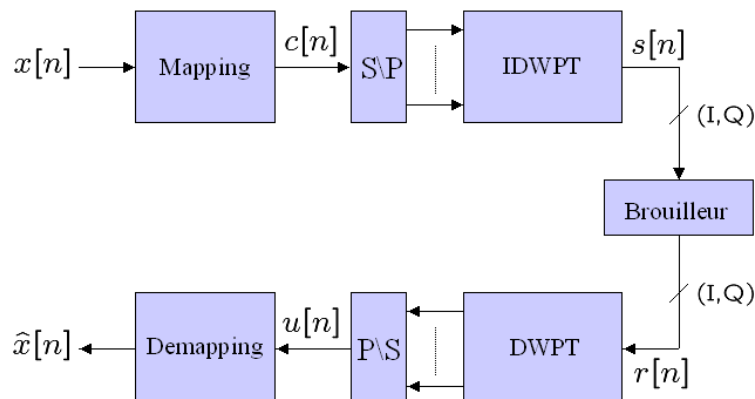 x[n] Mapping c[n] S\P IDWPT s[n]
(I,Q)
Brouilleur
(I,Q)
x̂[n] Demapping u[n] P\S DWPT r[n]